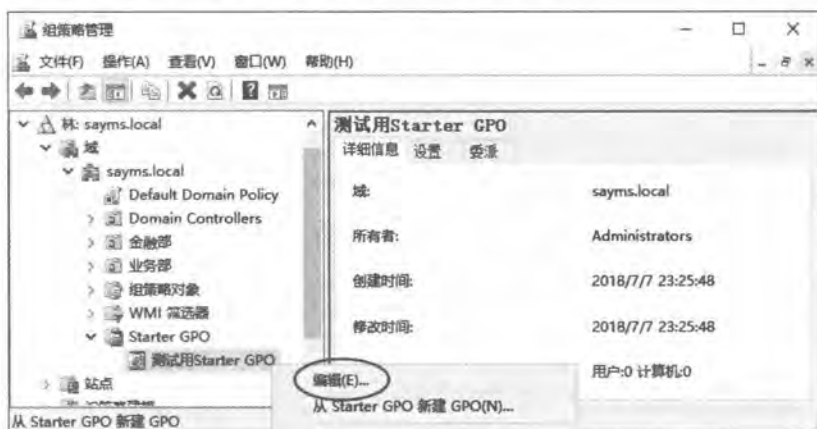 组策略管理
文件(F) 操作(A) 查看(V) 窗口(W) 帮助(H)
林: sayms.local
域
sayms.local
Default Domain Policy
Domain Controllers
金融部
业务部
组策略对象
WMI 筛选器
Starter GPO
测试用Starter GPO
站点
从 Starter GPO 新建 GPO
测试用Starter GPO
详细信息 设置 委派
域: sayms.local
所有者: Administrators
创建时间: 2018/7/7 23:25:48
修改时间: 2018/7/7 23:25:48
用户:0 计算机:0
编辑(E)...
从 Starter GPO 新建 GPO(N)...